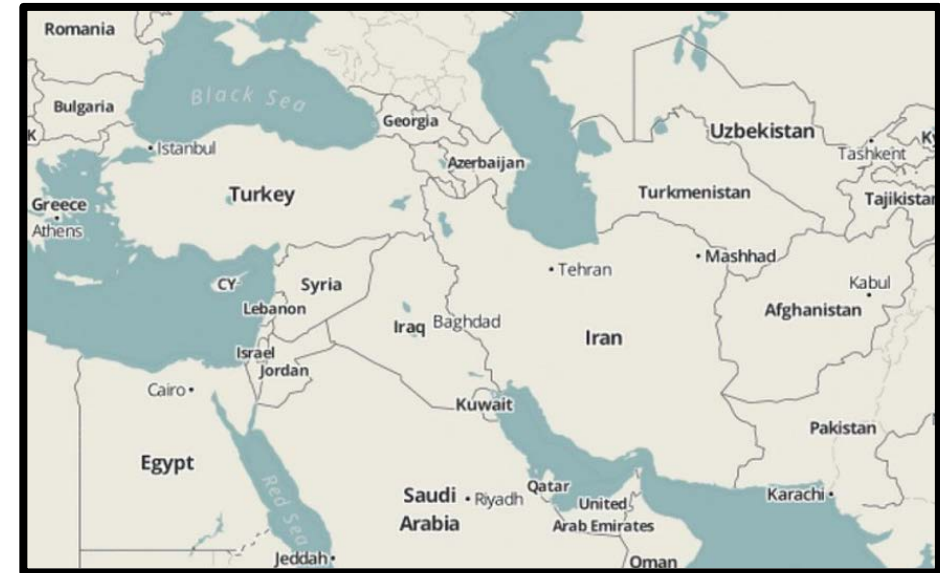 Romania
Black Sea
Bulgaria
Georgia
Uzbekistan
K
Ky
Istanbul
Tashkent
Azerbaijan
Turkey
Turkmenistan
Tajikistan
Greece
Athens
Mashhad
Tehran
CY
Syria
Kabul
Lebanon
Afghanistan
Iraq
Baghdad
Iran
Israel
Jordan
Cairo
Kuwait
Pakistan
Egypt
Red Sea
Saudi
Arabia
Riyadh
Qatar
United
Arab Emirates
Karachi
Jeddah
Oman